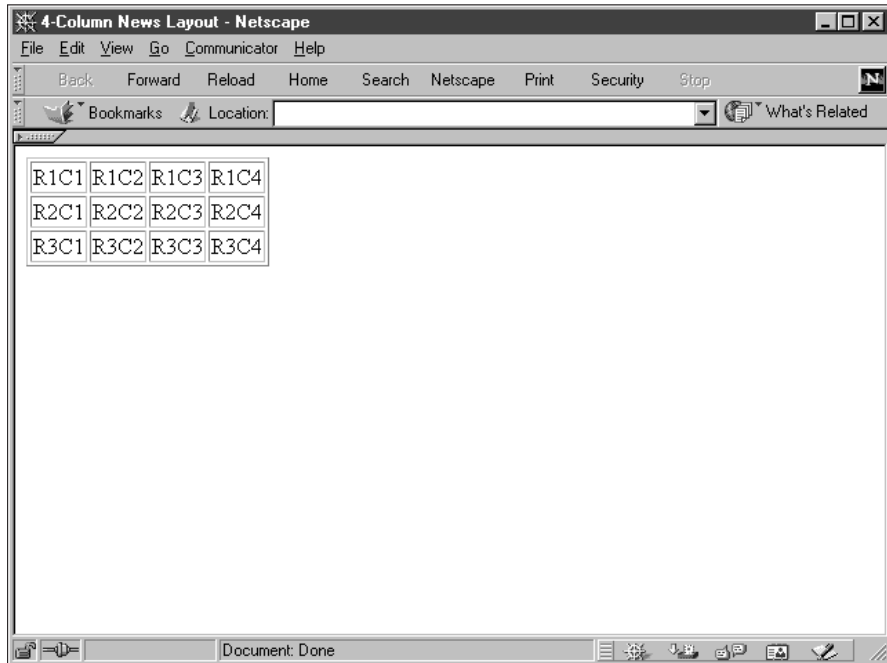 4-Column News Layout - Netscape
File Edit View Go Communicator Help
Back Forward Reload Home Search Netscape Print Security Stop N
Bookmarks Location: What's Related
R1C1 R1C2 R1C3 R1C4
R2C1 R2C2 R2C3 R2C4
R3C1 R3C2 R3C3 R3C4
Document: Done